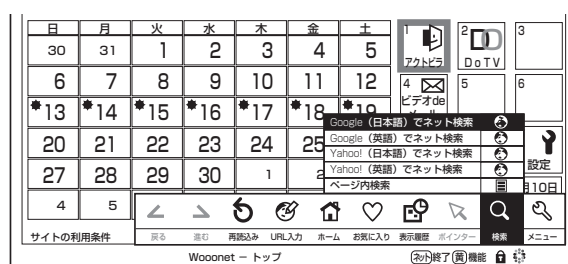 日 月 火 水 木 金 土
30 31 1 2 3 4 5
6 7 8 9 10 11 12
13 14 15 16 17 18 19
20 21 22 23 24 25
27 28 29 30 1 2
4 5
1 アクトビラ
2 DoTV
3
4 ビデオde
5
6
Google（日本語）でネット検索
Google（英語）でネット検索
Yahoo!（日本語）でネット検索
Yahoo!（英語）でネット検索
ページ内検索
設定
月10日
戻る 進む 再読込み URL入力 ホーム お気に入り 表示履歴 ポインター 検索 メニュー
サイトの利用条件
Wooonet − トップ
ネット終了 黄機能